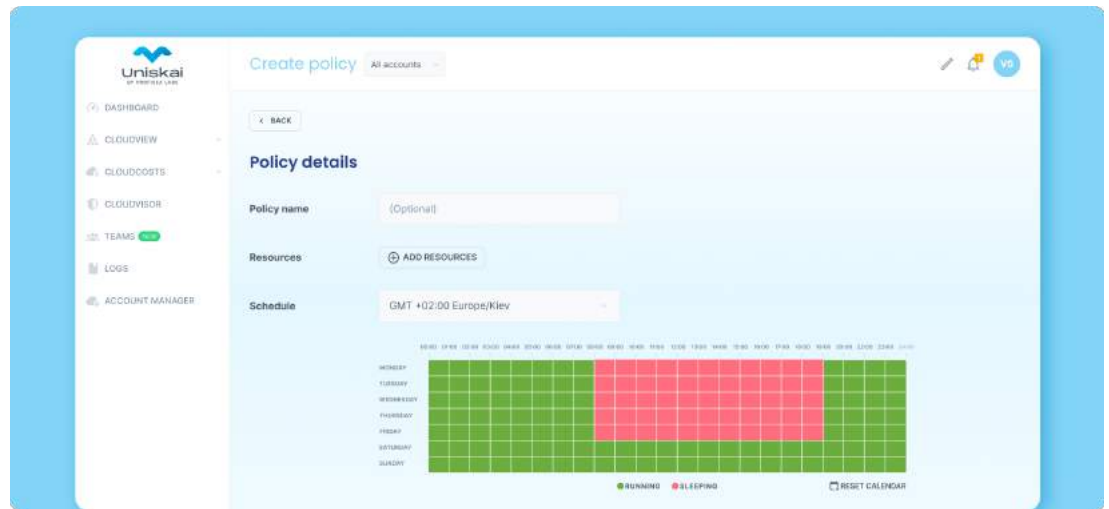 Uniskai
Create policy
All accounts
VG
DASHBOARD
CLOUDVIEW
CLOUDCOSTS
CLOUDVISOR
TEAMS NEW
LOGS
ACCOUNT MANAGER
< BACK
Policy details
Policy name
(Optional)
Resources
ADD RESOURCES
Schedule
GMT +02:00 Europe/Kiev
MONDAY
TUESDAY
WEDNESDAY
THURSDAY
FRIDAY
SATURDAY
SUNDAY
RUNNING SLEEPING
RESET CALENDAR